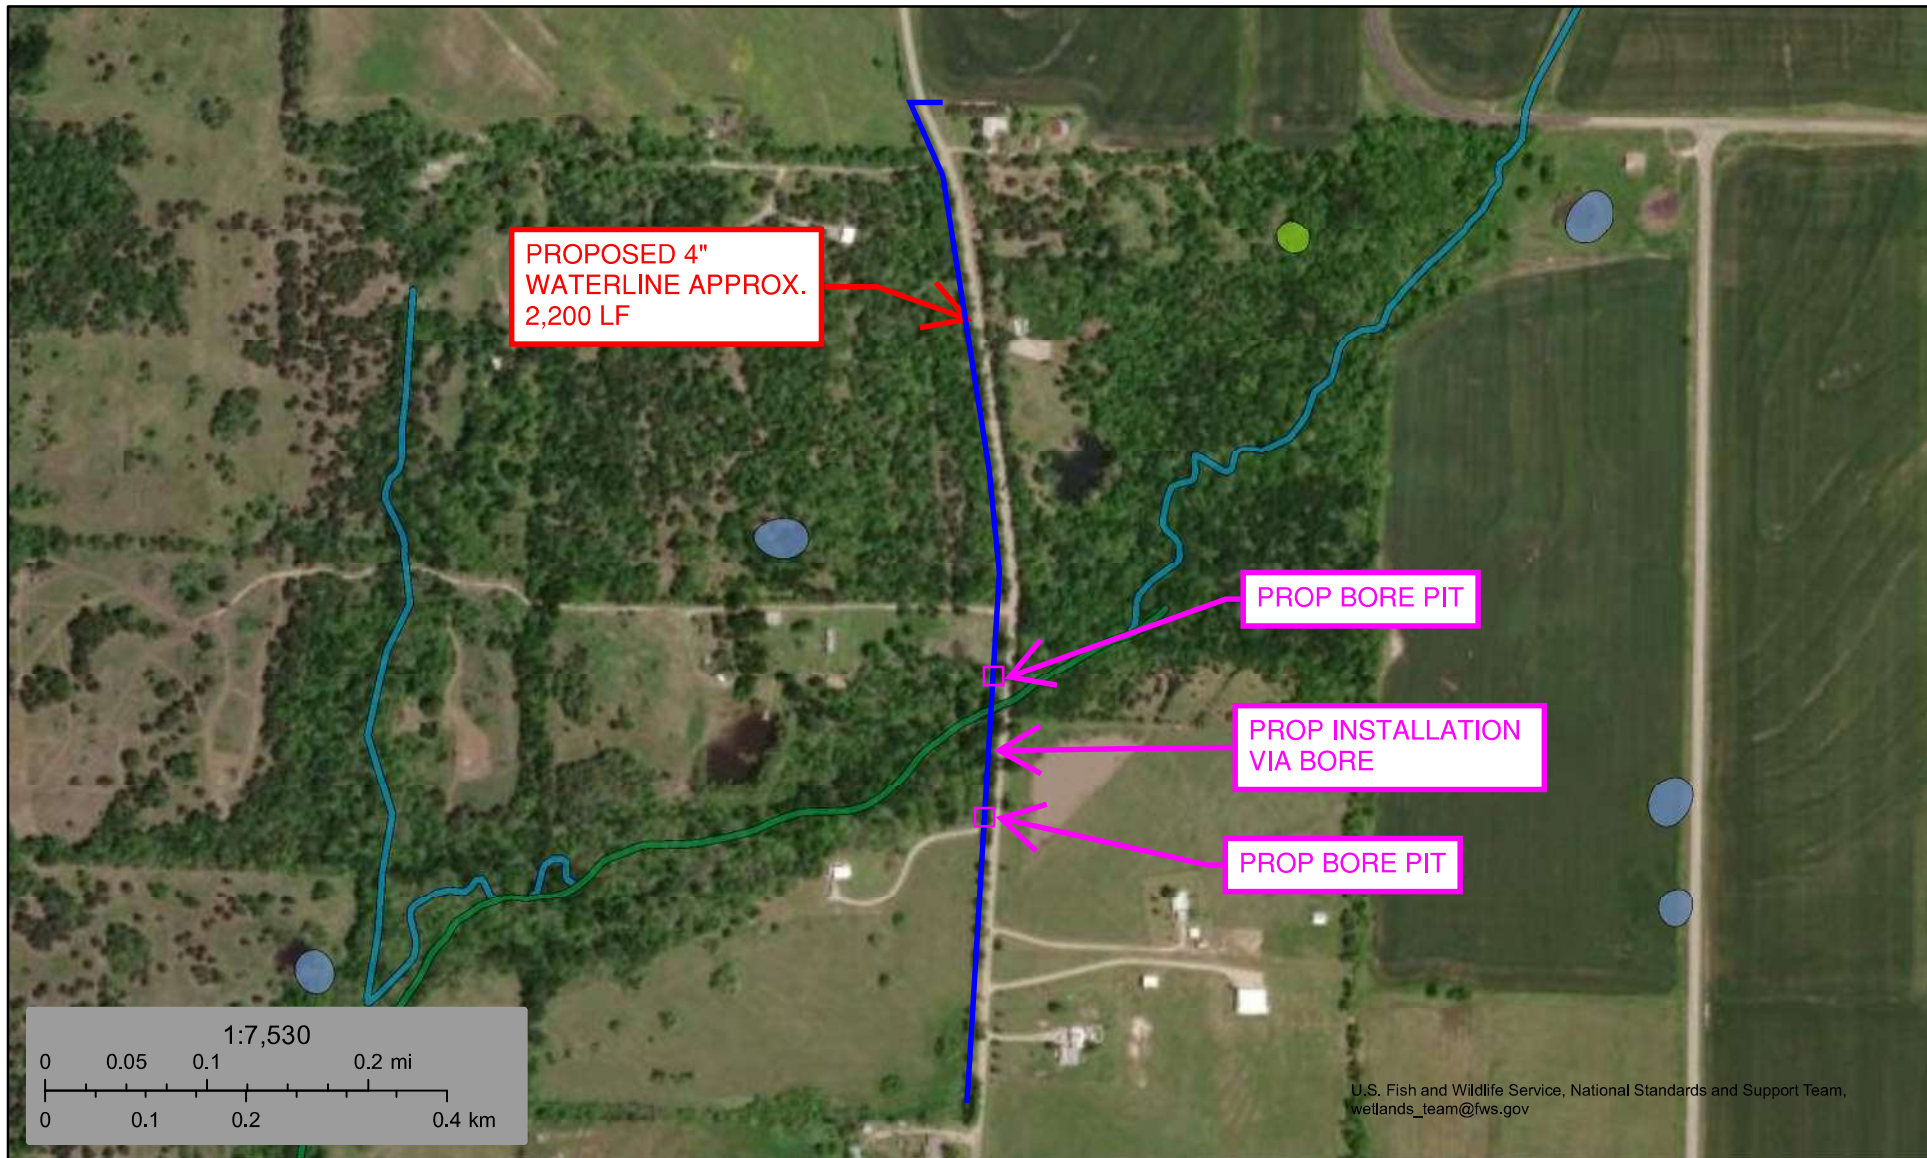 PROPOSED 4"
WATERLINE APPROX.
2,200 LF
PROP BORE PIT
PROP INSTALLATION
VIA BORE
PROP BORE PIT
1:7,530
0 0.05 0.1 0.2 mi
0 0.1 0.2 0.4 km
U.S. Fish and Wildlife Service, National Standards and Support Team,
wetlands_team@fws.gov